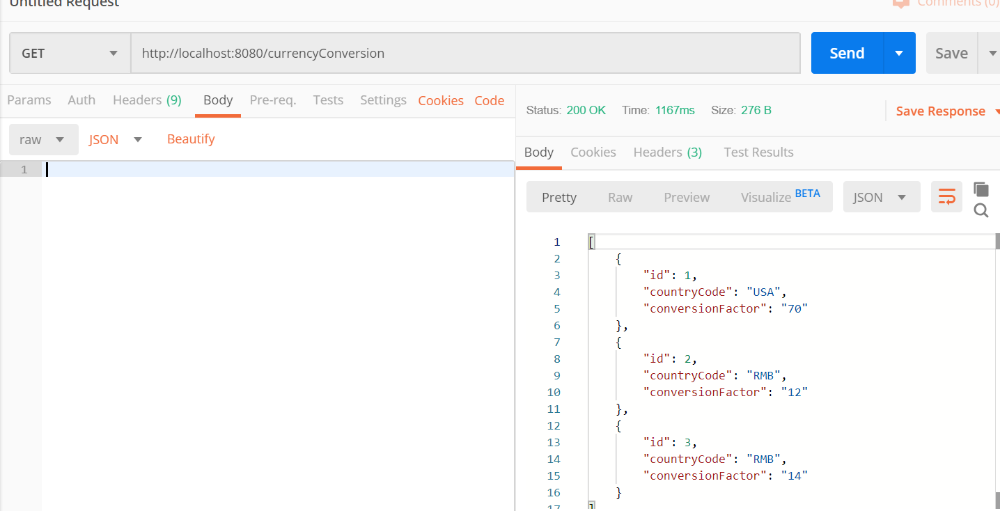 Untitled Request
Comments (0)
GET
http://localhost:8080/currencyConversion
Send
Save
Params Auth Headers (9) Body Pre-req. Tests Settings Cookies Code
raw JSON Beautify
1
Status: 200 OK Time: 1167ms Size: 276 B Save Response
Body Cookies Headers (3) Test Results
Pretty Raw Preview Visualize BETA JSON
1 [
2 {
3 "id": 1,
4 "countryCode": "USA",
5 "conversionFactor": "70"
6 },
7 {
8 "id": 2,
9 "countryCode": "RMB",
10 "conversionFactor": "12"
11 },
12 {
13 "id": 3,
14 "countryCode": "RMB",
15 "conversionFactor": "14"
16 }
17 ]